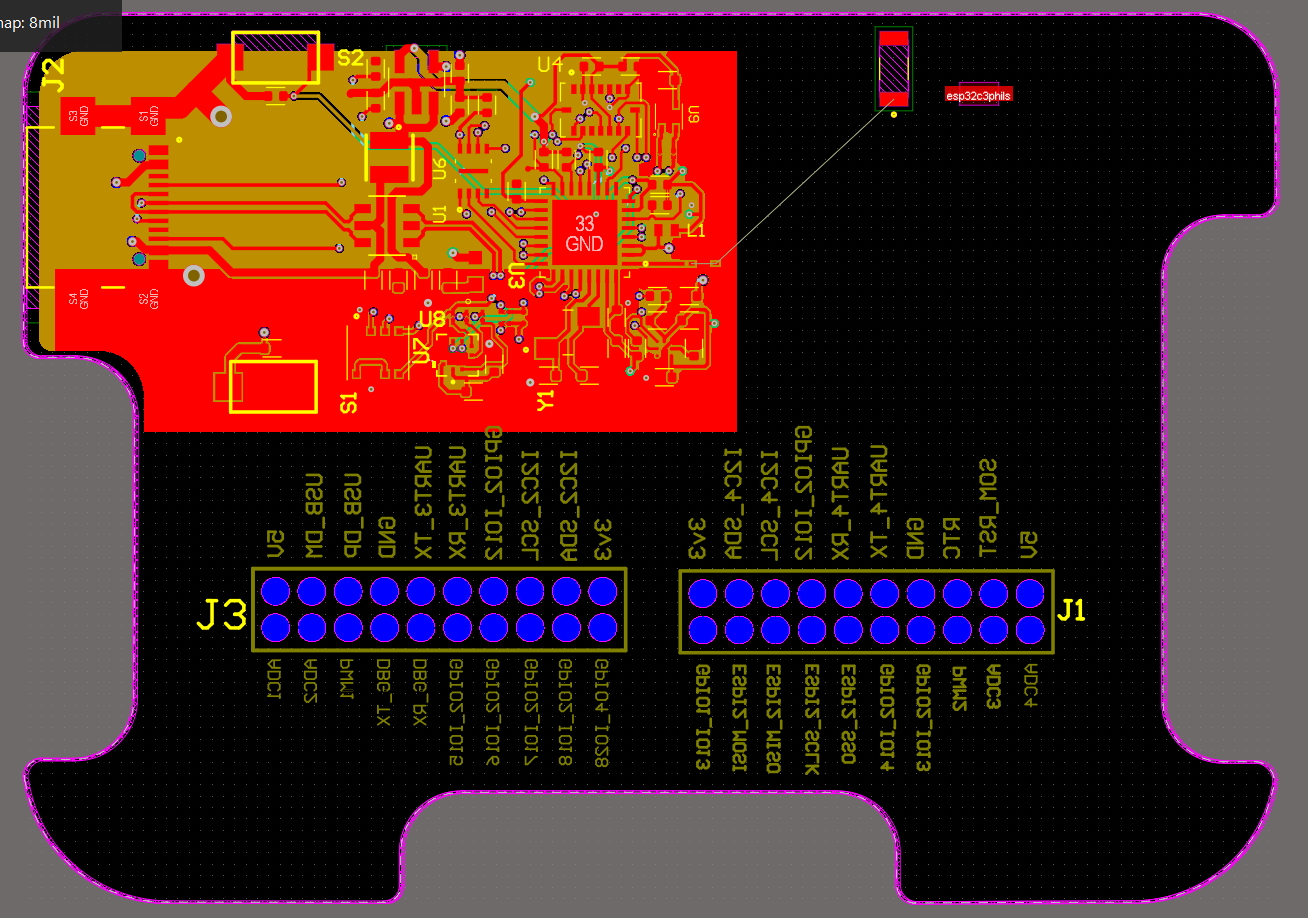 nap: 8mil
J2
S2
U4
esp32c3phils
S3
GND
S1
GND
U9
U6
U1
33
GND
L1
U3
S4
GND
S2
GND
U8
U7
S1
Y1
5V
USB_DM
USB_DP
GND
UART3_TX
UART3_RX
GPIO2_IO12
I2C2_SCL
I2C2_SDA
3v3
3v3
I2C4_SDA
I2C4_SCL
GPIO2_IO12
UART4_RX
UART4_TX
GND
RTC
SOM_RST
5V
J3
J1
ADC1
ADC2
PWM1
DBG_TX
DBG_RX
GPIO2_IO15
GPIO2_IO16
GPIO2_IO17
GPIO2_IO18
GPIO4_IO28
GPIO1_IO13
ESPI2_MOSI
ESPI2_MISO
ESPI2_SCLK
ESPI2_SSO
GPIO2_IO14
GPIO2_IO13
PWM2
ADC3
ADC4